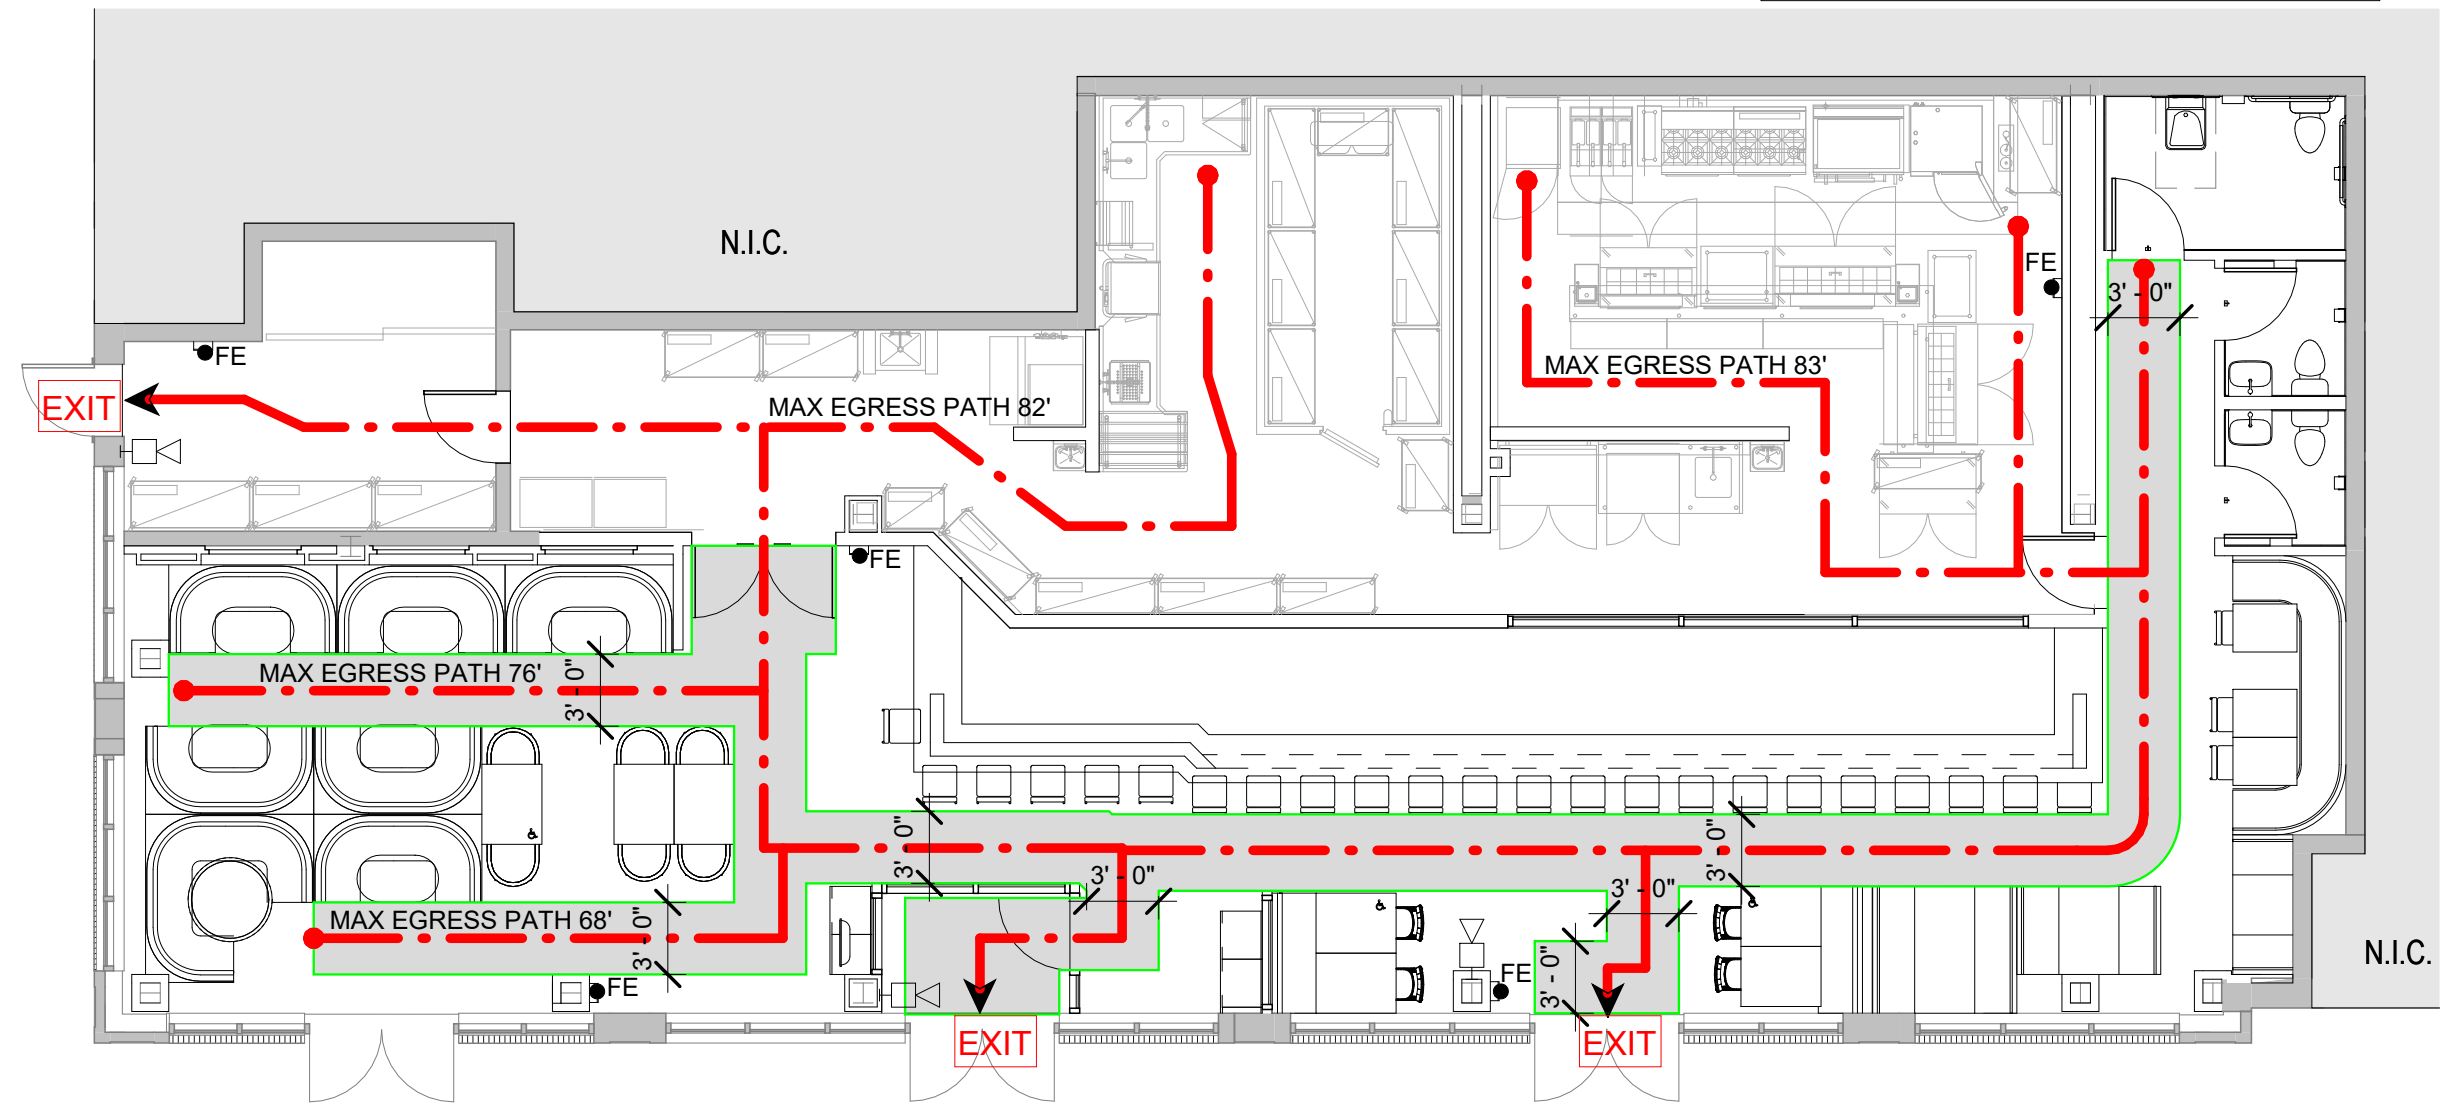 N.I.C.
FE
3' - 0"
FE
MAX EGRESS PATH 83'
EXIT
MAX EGRESS PATH 82'
FE
MAX EGRESS PATH 76'
3' - 0"
3' - 0"
3' - 0"
3' - 0"
3' - 0"
MAX EGRESS PATH 68'
3' - 0"
N.I.C.
FE
FE
3' - 0"
EXIT
EXIT